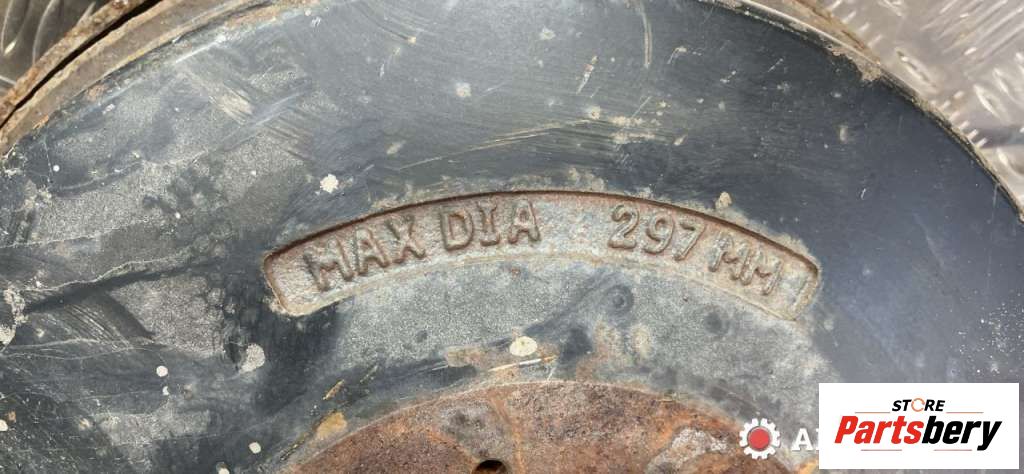 MAX DIA 297 MM
STORE
Partsbery